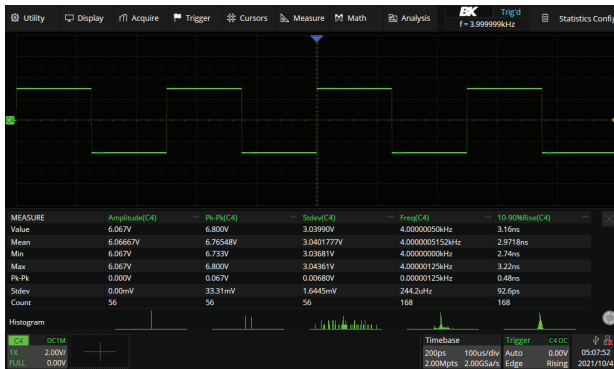 Utility Display Acquire Trigger Cursors Measure Math Analysis BK Trig'd Statistics Config
f = 3.999999kHz
C4
MEASURE Amplitude(C4) Pk-Pk(C4) Stdev(C4) Freq(C4) 10-90%Rise(C4)
Value 6.067V 6.800V 3.03990V 4.00000050kHz 3.16ns
Mean 6.06667V 6.76548V 3.0401777V 4.0000005152kHz 2.9718ns
Min 6.067V 6.733V 3.03681V 4.00000000kHz 2.74ns
Max 6.067V 6.800V 3.04361V 4.00000125kHz 3.22ns
Pk-Pk 0.000V 0.067V 0.00680V 0.00000125kHz 0.48ns
Stdev 0.00mV 33.31mV 1.6445mV 244.2uHz 92.6ps
Count 56 56 56 168 168
Histogram
C4 DC1M Timebase Trigger C4 DC
1X 2.00V/ 200ps 100us/div Auto 0.00V 05:07:52
FULL 0.00V 2.00Mpts 2.00GSa/s Edge Rising 2021/10/4